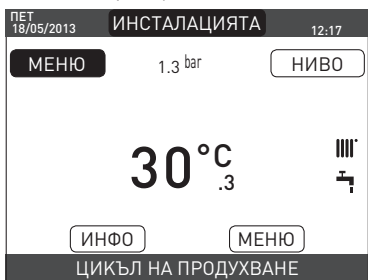 ПЕТ
18/05/2013 ИНСТАЛАЦИЯТА 12:17
МЕНЮ 1.3 bar НИВО
30°C
.3
ИНФО МЕНЮ
ЦИКЪЛ НА ПРОДУХВАНЕ